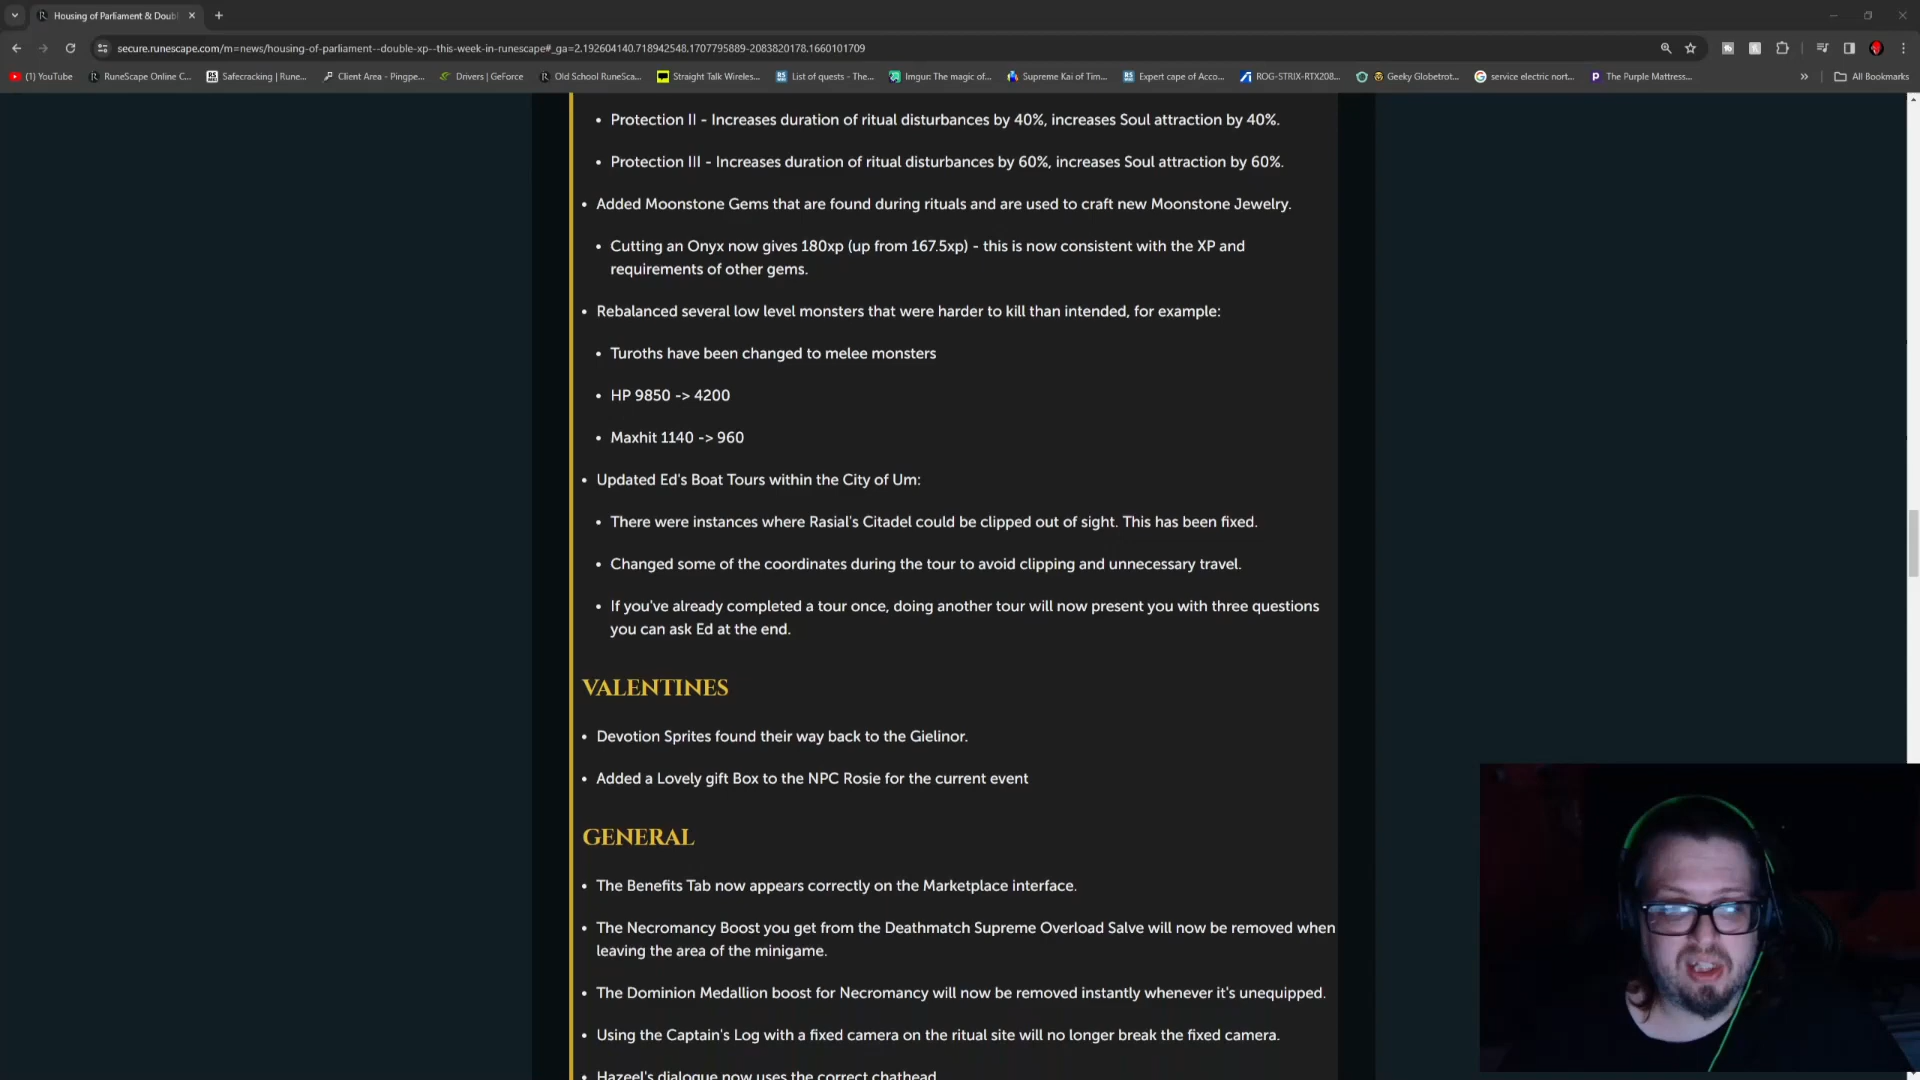 Housing of Parliament & Doubl
secure.runescape.com/m=news/housing-of-parliament--double-xp--this-week-in-runescape#_ga=2.192604140.718942548.1707795889-2083820178.1660101709
(1) YouTube
RuneScape Online C...
Safecracking | Rune...
Client Area - Pingpe...
Drivers | GeForce
Old School RuneSca...
Straight Talk Wireles...
List of quests - The...
Imgur: The magic of...
Supreme Kai of Tim...
Expert cape of Acco...
ROG-STRIX-RTX208...
Geeky Globetrot...
service electric nort...
The Purple Mattress...
All Bookmarks
• Protection II - Increases duration of ritual disturbances by 40%, increases Soul attraction by 40%.
• Protection III - Increases duration of ritual disturbances by 60%, increases Soul attraction by 60%.
• Added Moonstone Gems that are found during rituals and are used to craft new Moonstone Jewelry.
• Cutting an Onyx now gives 180xp (up from 167.5xp) - this is now consistent with the XP and
requirements of other gems.
• Rebalanced several low level monsters that were harder to kill than intended, for example:
• Turoths have been changed to melee monsters
• HP 9850 -> 4200
• Maxhit 1140 -> 960
• Updated Ed's Boat Tours within the City of Um:
• There were instances where Rasial's Citadel could be clipped out of sight. This has been fixed.
• Changed some of the coordinates during the tour to avoid clipping and unnecessary travel.
• If you've already completed a tour once, doing another tour will now present you with three questions
you can ask Ed at the end.
VALENTINES
• Devotion Sprites found their way back to the Gielinor.
• Added a Lovely gift Box to the NPC Rosie for the current event
GENERAL
• The Benefits Tab now appears correctly on the Marketplace interface.
• The Necromancy Boost you get from the Deathmatch Supreme Overload Salve will now be removed when
leaving the area of the minigame.
• The Dominion Medallion boost for Necromancy will now be removed instantly whenever it's unequipped.
• Using the Captain's Log with a fixed camera on the ritual site will no longer break the fixed camera.
• Hazeel's dialogue now uses the correct chathead